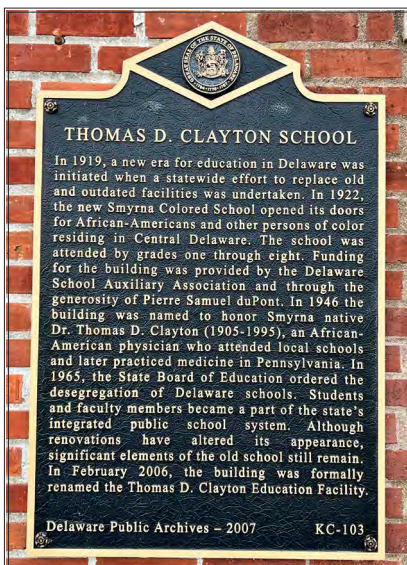 THOMAS D. CLAYTON SCHOOL
In 1919, a new era for education in Delaware was
initiated when a statewide effort to replace old
and outdated facilities was undertaken. In 1922,
the new Smyrna Colored School opened its doors
for African-Americans and other persons of color
residing in Central Delaware. The school was
attended by grades one through eight. Funding
for the building was provided by the Delaware
School Auxiliary Association and through the
generosity of Pierre Samuel duPont. In 1946 the
building was named to honor Smyrna native
Dr. Thomas D. Clayton (1905-1995), an African-
American physician who attended local schools
and later practiced medicine in Pennsylvania. In
1965, the State Board of Education ordered the
desegregation of Delaware schools. Students
and faculty members became a part of the state's
integrated public school system. Although
renovations have altered its appearance,
significant elements of the old school still remain.
In February 2006, the building was formally
renamed the Thomas D. Clayton Education Facility.
Delaware Public Archives – 2007 KC-103